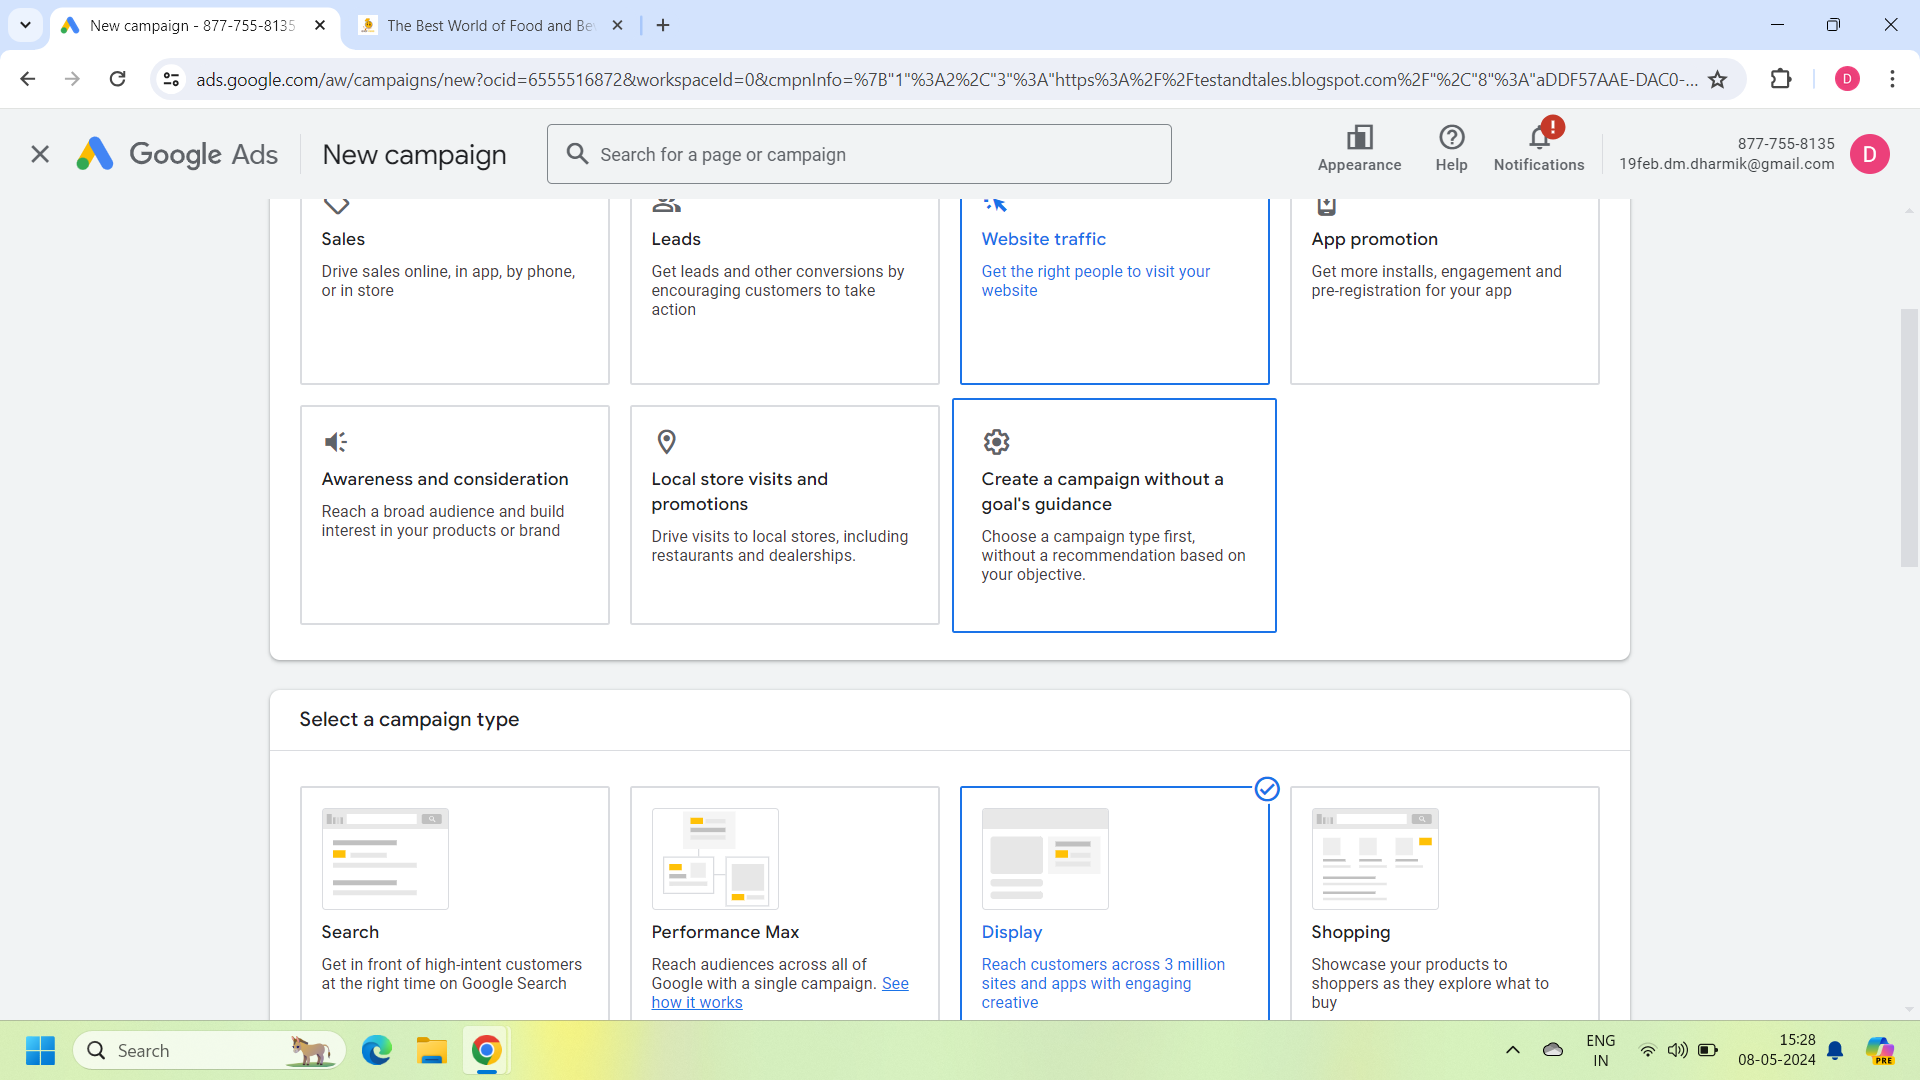 New campaign - 877-755-8135
The Best World of Food and Be
ads.google.com/aw/campaigns/new?ocid=6555516872&workspaceId=0&cmpnInfo=%7B"1"%3A2%2C"3"%3A"https%3A%2F%2Ftestandtales.blogspot.com%2F"%2C"8"%3A"aDDF57AAE-DAC0-...
D
Google Ads
New campaign
Search for a page or campaign
Appearance
Help
!
Notifications
877-755-8135
19feb.dm.dharmik@gmail.com
D
Sales
Drive sales online, in app, by phone,
or in store
Leads
Get leads and other conversions by
encouraging customers to take
action
Website traffic
Get the right people to visit your
website
App promotion
Get more installs, engagement and
pre-registration for your app
Awareness and consideration
Reach a broad audience and build
interest in your products or brand
Local store visits and
promotions
Drive visits to local stores, including
restaurants and dealerships.
Create a campaign without a
goal's guidance
Choose a campaign type first,
without a recommendation based on
your objective.
Select a campaign type
Search
Get in front of high-intent customers
at the right time on Google Search
Performance Max
Reach audiences across all of
Google with a single campaign. See
how it works
Display
Reach customers across 3 million
sites and apps with engaging
creative
Shopping
Showcase your products to
shoppers as they explore what to
buy
Search
ENG
IN
15:28
08-05-2024
PRE